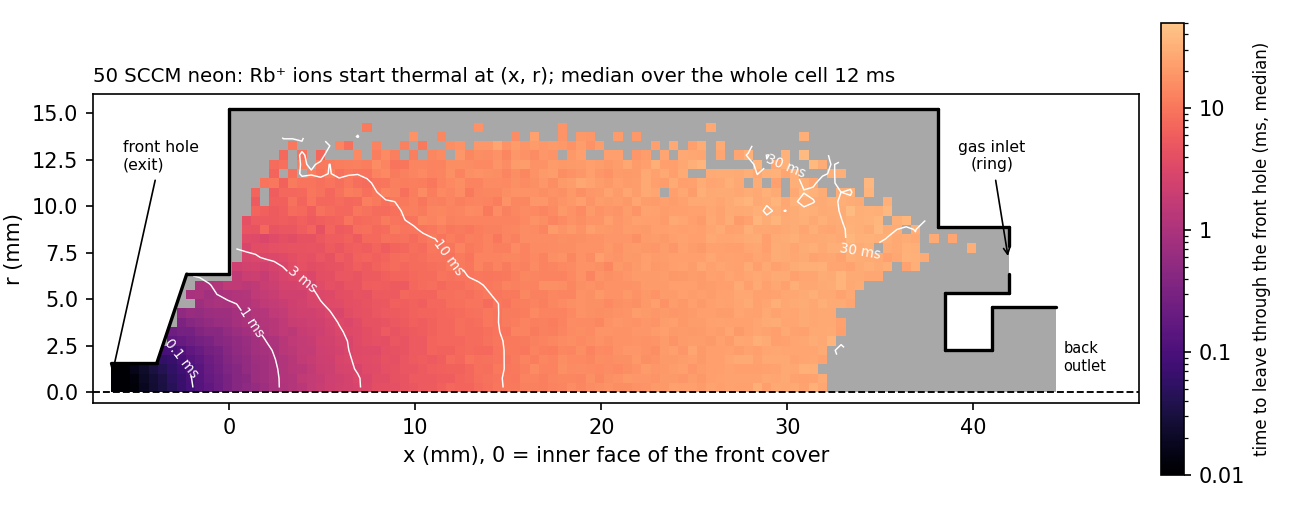 50 SCCM neon: Rb⁺ ions start thermal at (x, r); median over the whole cell 12 ms
15.0
12.5
10.0
7.5
5.0
2.5
0.0
r (mm)
front hole
(exit)
gas inlet
(ring)
back
outlet
0.1 ms
1 ms
3 ms
10 ms
30 ms
30 ms
0
10
20
30
40
x (mm), 0 = inner face of the front cover
10
1
0.1
0.01
time to leave through the front hole (ms, median)